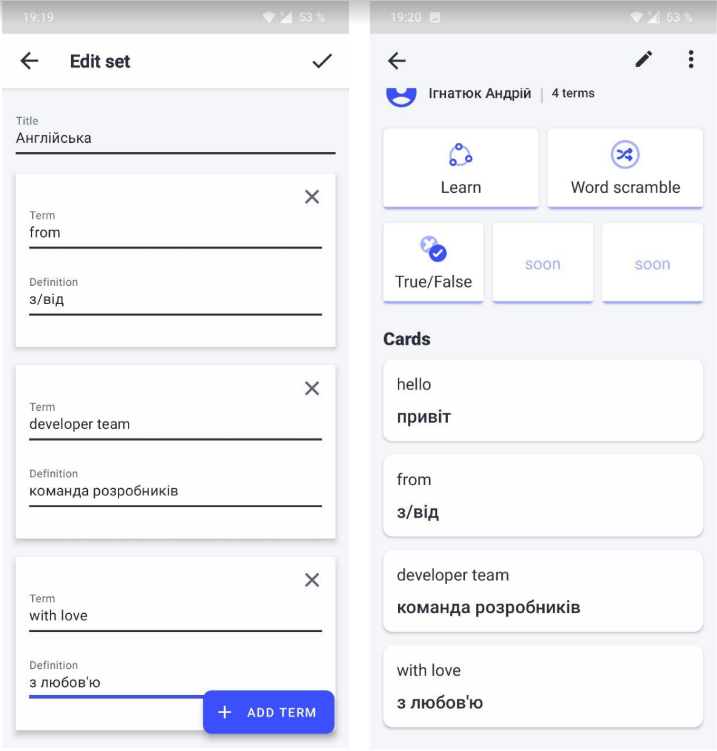 19:19
53 %
Edit set
Title
Англійська
Term
from
Definition
з/від
Term
developer team
Definition
команда розробників
Term
with love
Definition
з любов'ю
+ ADD TERM
19:20
53 %
Ігнатюк Андрій | 4 terms
Learn
Word scramble
True/False
soon
soon
Cards
hello
привіт
from
з/від
developer team
команда розробників
with love
з любов'ю